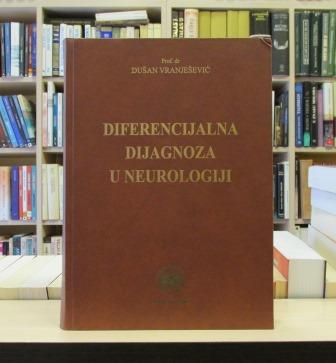 Prof. dr
DUŠAN VRANJEŠEVIĆ
DIFERENCIJALNA
DIJAGNOZA
U NEUROLOGIJI